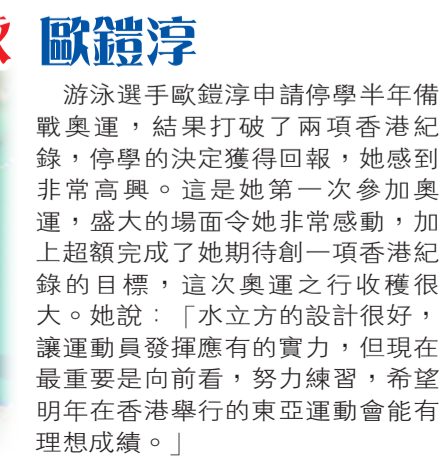 歐鎧淳
游泳選手歐鎧淳申請停學半年備
戰奧運，結果打破了兩項香港紀
錄，停學的決定獲得回報，她感到
非常高興。這是她第一次參加奧
運，盛大的場面令她非常感動，加
上超額完成了她期待創一項香港紀
錄的目標，這次奧運之行收穫很
大。她說：「水立方的設計很好，
讓運動員發揮應有的實力，但現在
最重要是向前看，努力練習，希望
明年在香港舉行的東亞運動會能有
理想成績。」